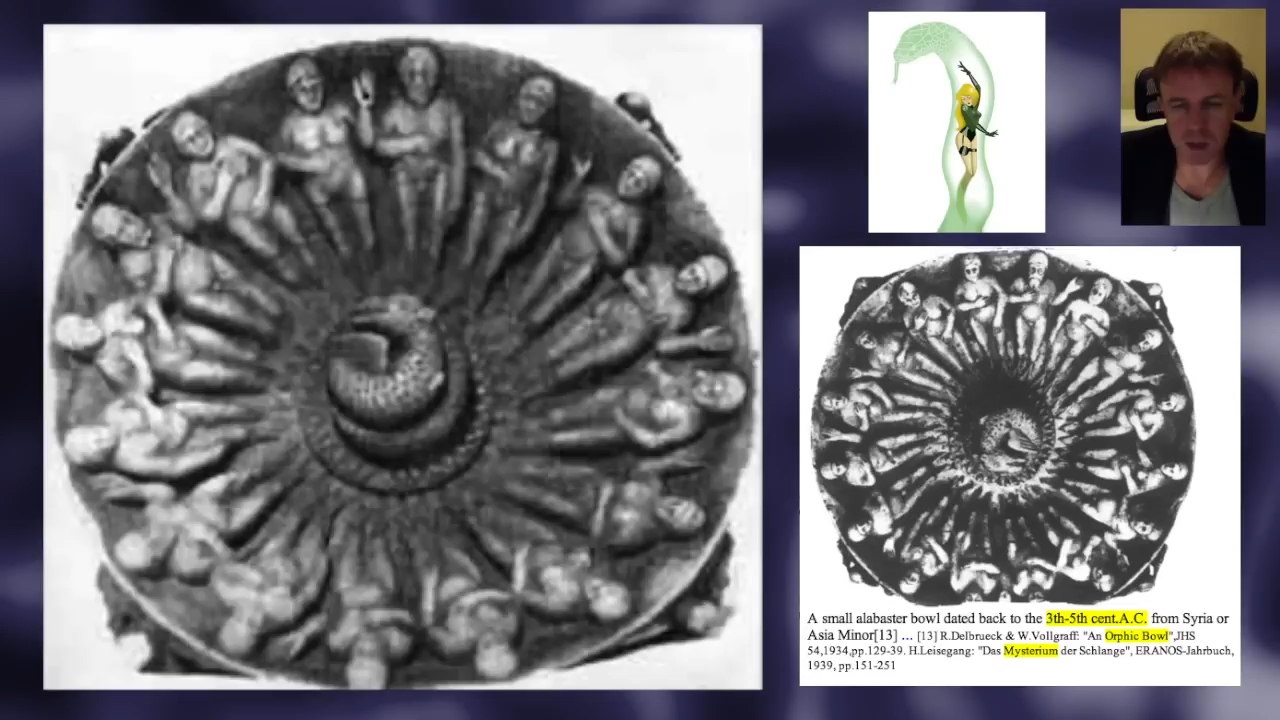 A small alabaster bowl dated back to the 3th-5th cent.A.C. from Syria or
Asia Minor[13] ... [13] R.Delbrueck & W.Vollgraff: "An Orphic Bowl",JHS
54,1934,pp.129-39. H.Leisegang: "Das Mysterium der Schlange", ERANOS-Jahrbuch,
1939, pp.151-251